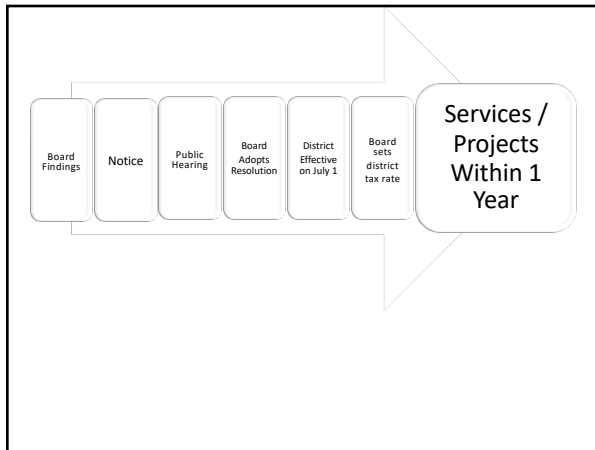 Board
Findings
Notice
Public
Hearing
Board
Adopts
Resolution
District
Effective
on July 1
Board
sets
district
tax rate
Services /
Projects
Within 1
Year